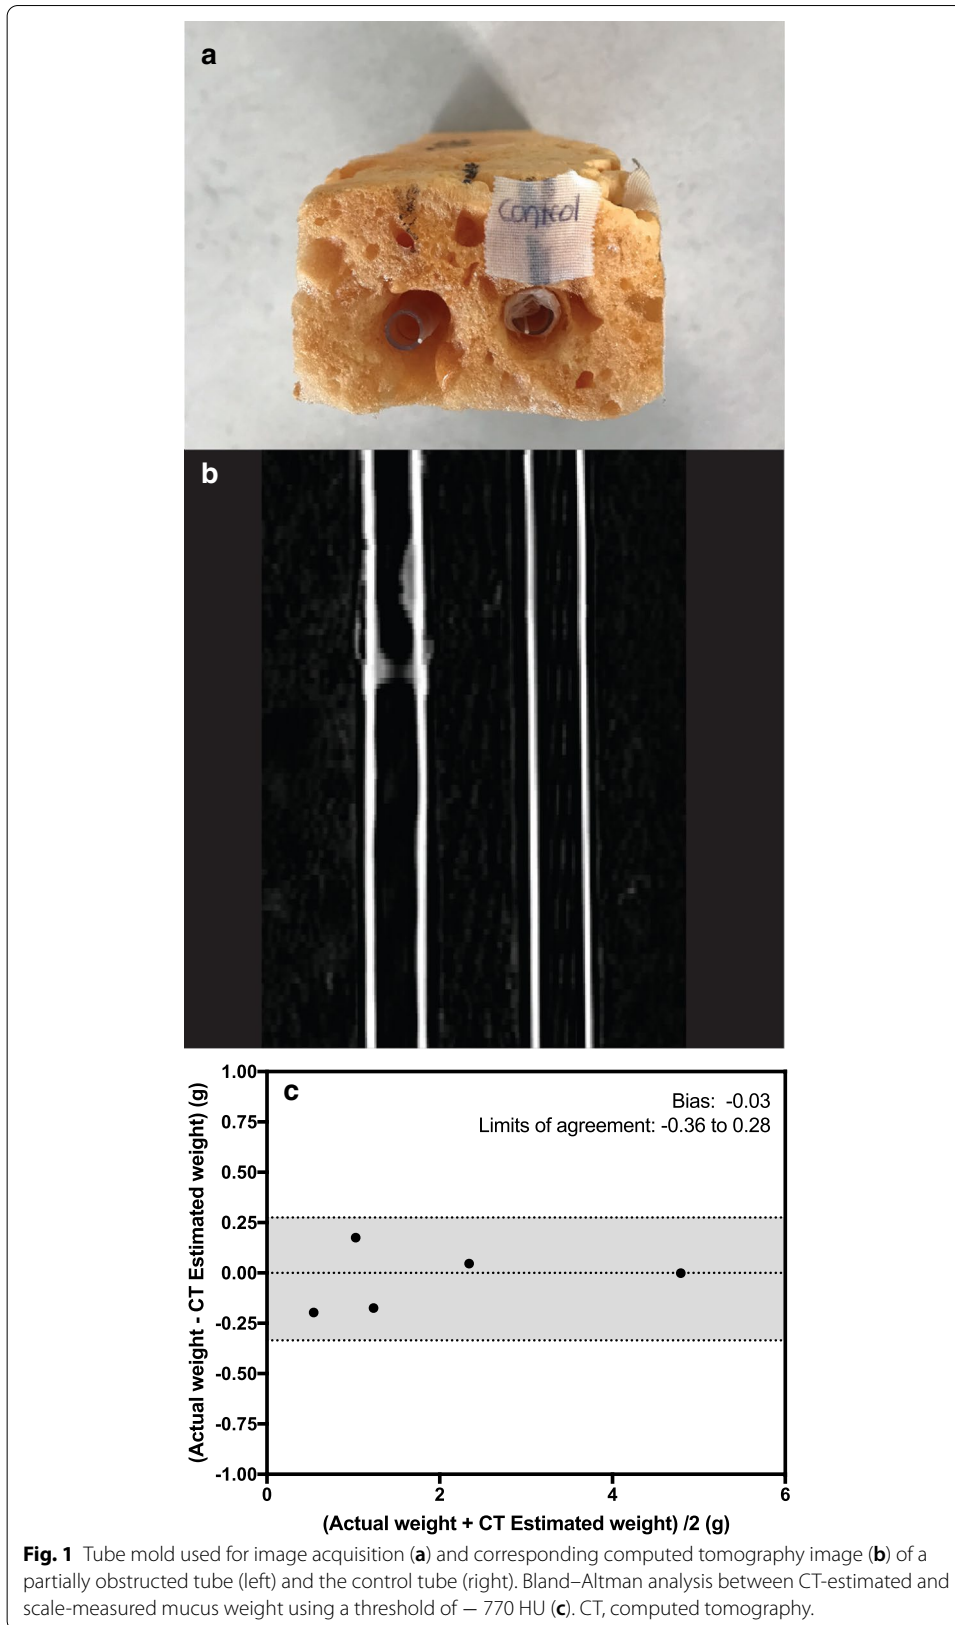 a
Control
b
c
Bias: -0.03
Limits of agreement: -0.36 to 0.28
(Actual weight - CT Estimated weight) (g)
1.00
0.75
0.50
0.25
0.00
-0.25
-0.50
-0.75
-1.00
0 2 4 6
(Actual weight + CT Estimated weight) /2 (g)
Fig. 1 Tube mold used for image acquisition (a) and corresponding computed tomography image (b) of a
partially obstructed tube (left) and the control tube (right). Bland–Altman analysis between CT-estimated and
scale-measured mucus weight using a threshold of − 770 HU (c). CT, computed tomography.